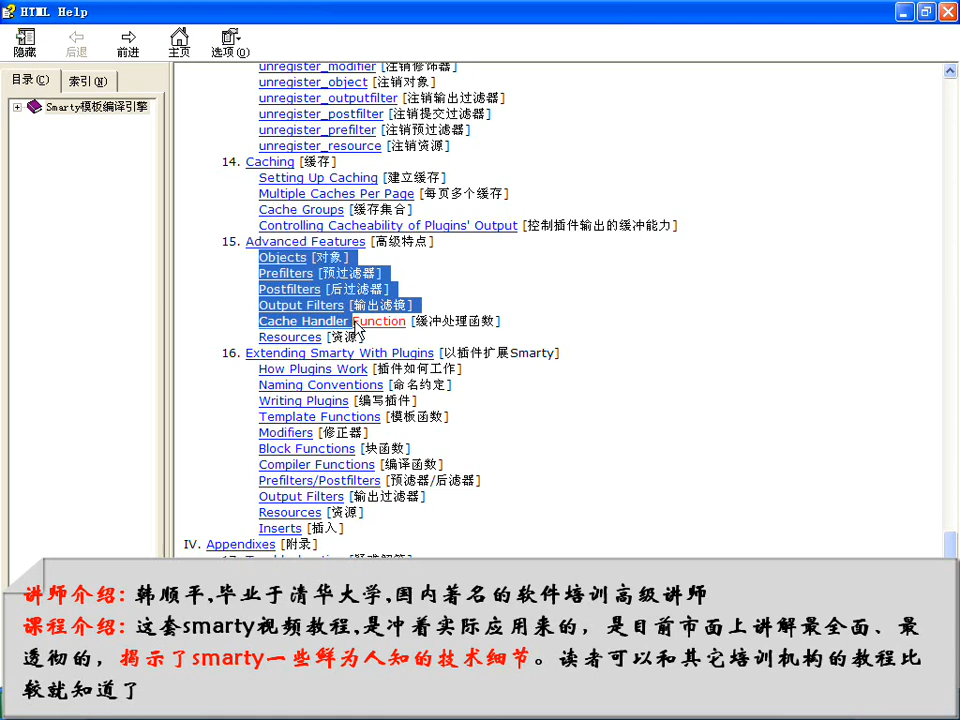 HTML Help
隐藏 后退 前进 主页 选项(O)
目录(C) 索引(N)
Smarty模板编译引擎
unregister_modifier [注销修饰器]
unregister_object [注销对象]
unregister_outputfilter [注销输出过滤器]
unregister_postfilter [注销提交过滤器]
unregister_prefilter [注销预过滤器]
unregister_resource [注销资源]
14. Caching [缓存]
Setting Up Caching [建立缓存]
Multiple Caches Per Page [每页多个缓存]
Cache Groups [缓存集合]
Controlling Cacheability of Plugins' Output [控制插件输出的缓冲能力]
15. Advanced Features [高级特点]
Objects [对象]
Prefilters [预过滤器]
Postfilters [后过滤器]
Output Filters [输出滤镜]
Cache Handler Function [缓冲处理函数]
Resources [资源]
16. Extending Smarty With Plugins [以插件扩展Smarty]
How Plugins Work [插件如何工作]
Naming Conventions [命名约定]
Writing Plugins [编写插件]
Template Functions [模板函数]
Modifiers [修正器]
Block Functions [块函数]
Compiler Functions [编译函数]
Prefilters/Postfilters [预滤器/后滤器]
Output Filters [输出过滤器]
Resources [资源]
Inserts [插入]
IV. Appendixes [附录]
讲师介绍: 韩顺平,毕业于清华大学,国内著名的软件培训高级讲师
课程介绍: 这套smarty视频教程,是冲着实际应用来的，是目前市面上讲解最全面、最
透彻的，揭示了smarty一些鲜为人知的技术细节。读者可以和其它培训机构的教程比
较就知道了